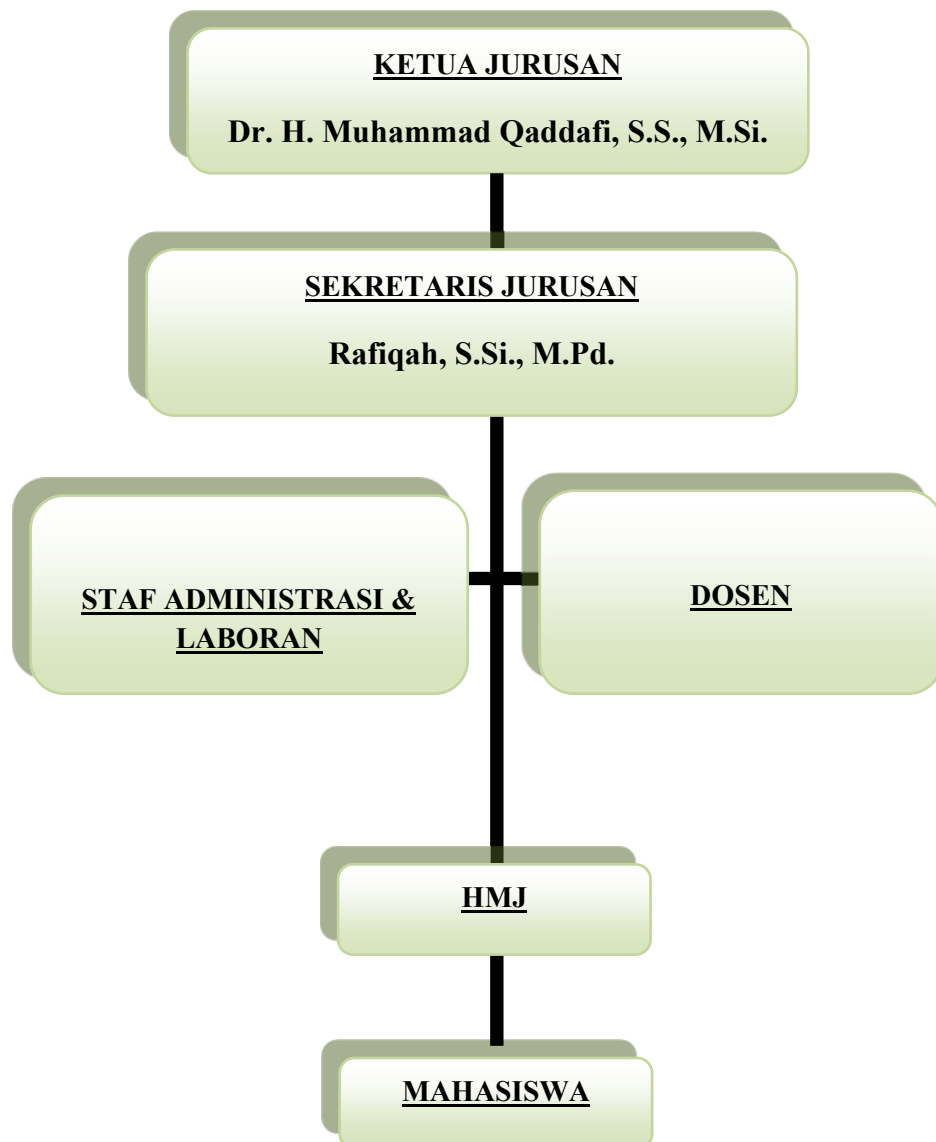 KETUA JURUSAN
Dr. H. Muhammad Qaddafi, S.S., M.Si.
SEKRETARIS JURUSAN
Rafiqah, S.Si., M.Pd.
STAF ADMINISTRASI &
LABORAN
DOSEN
HMJ
MAHASISWA